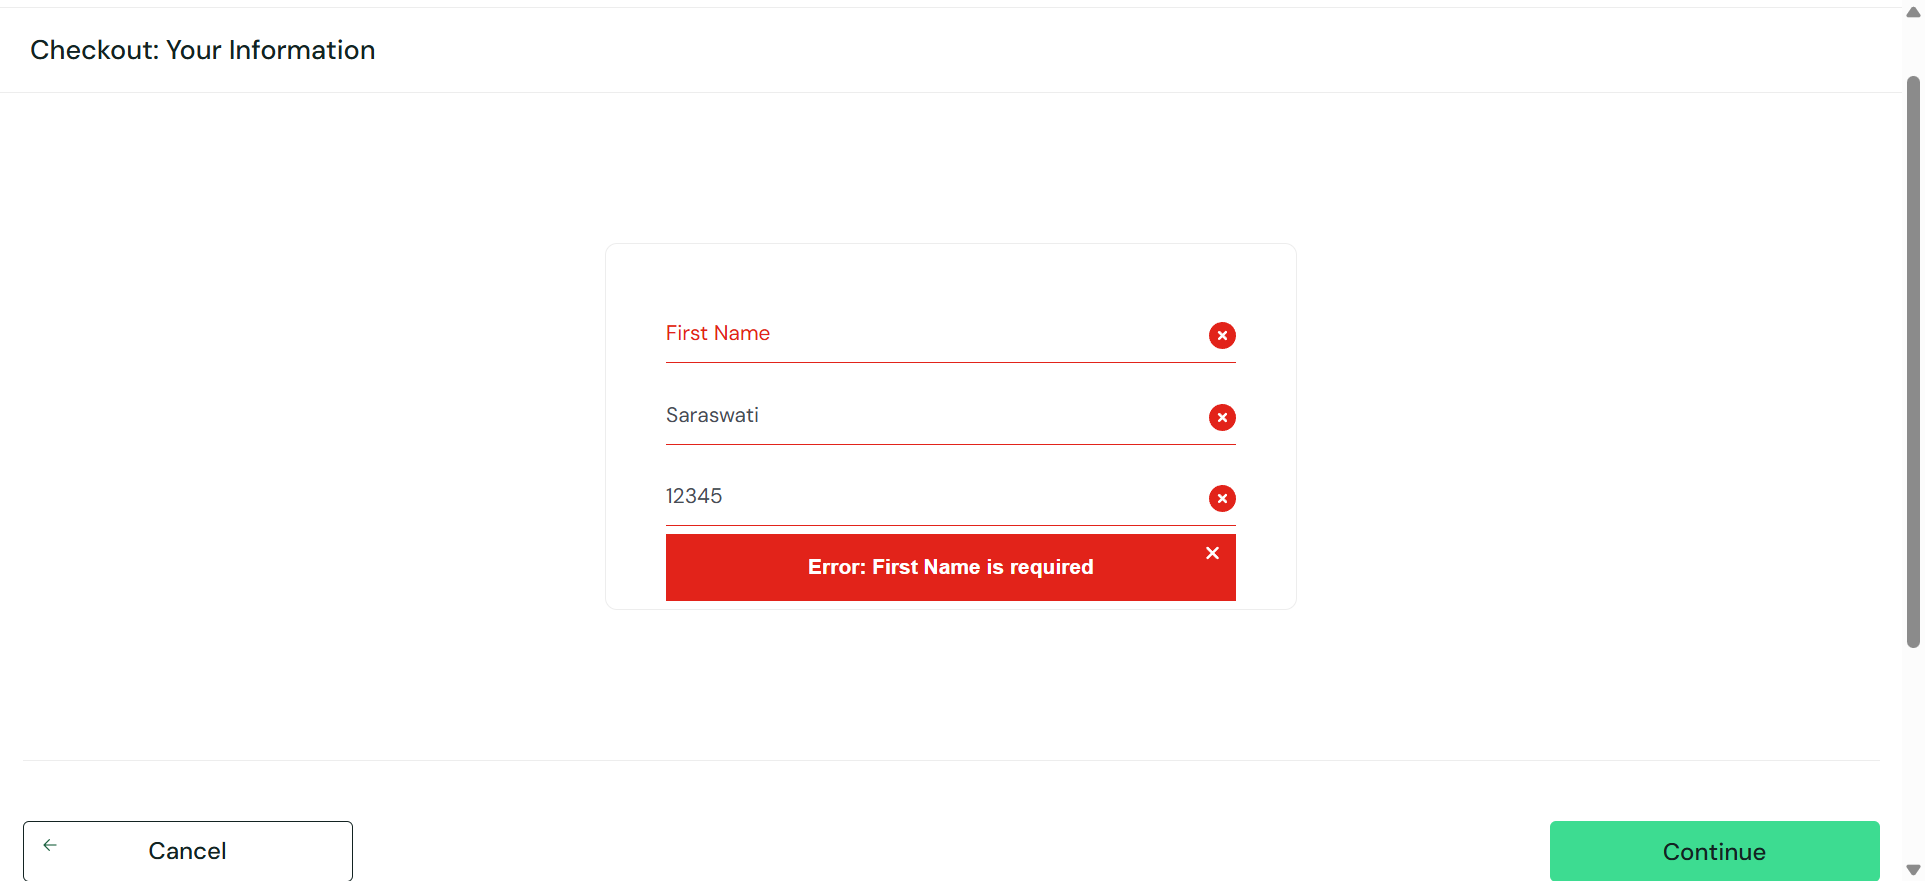 Checkout: Your Information
First Name
Saraswati
12345
Error: First Name is required
Cancel
Continue